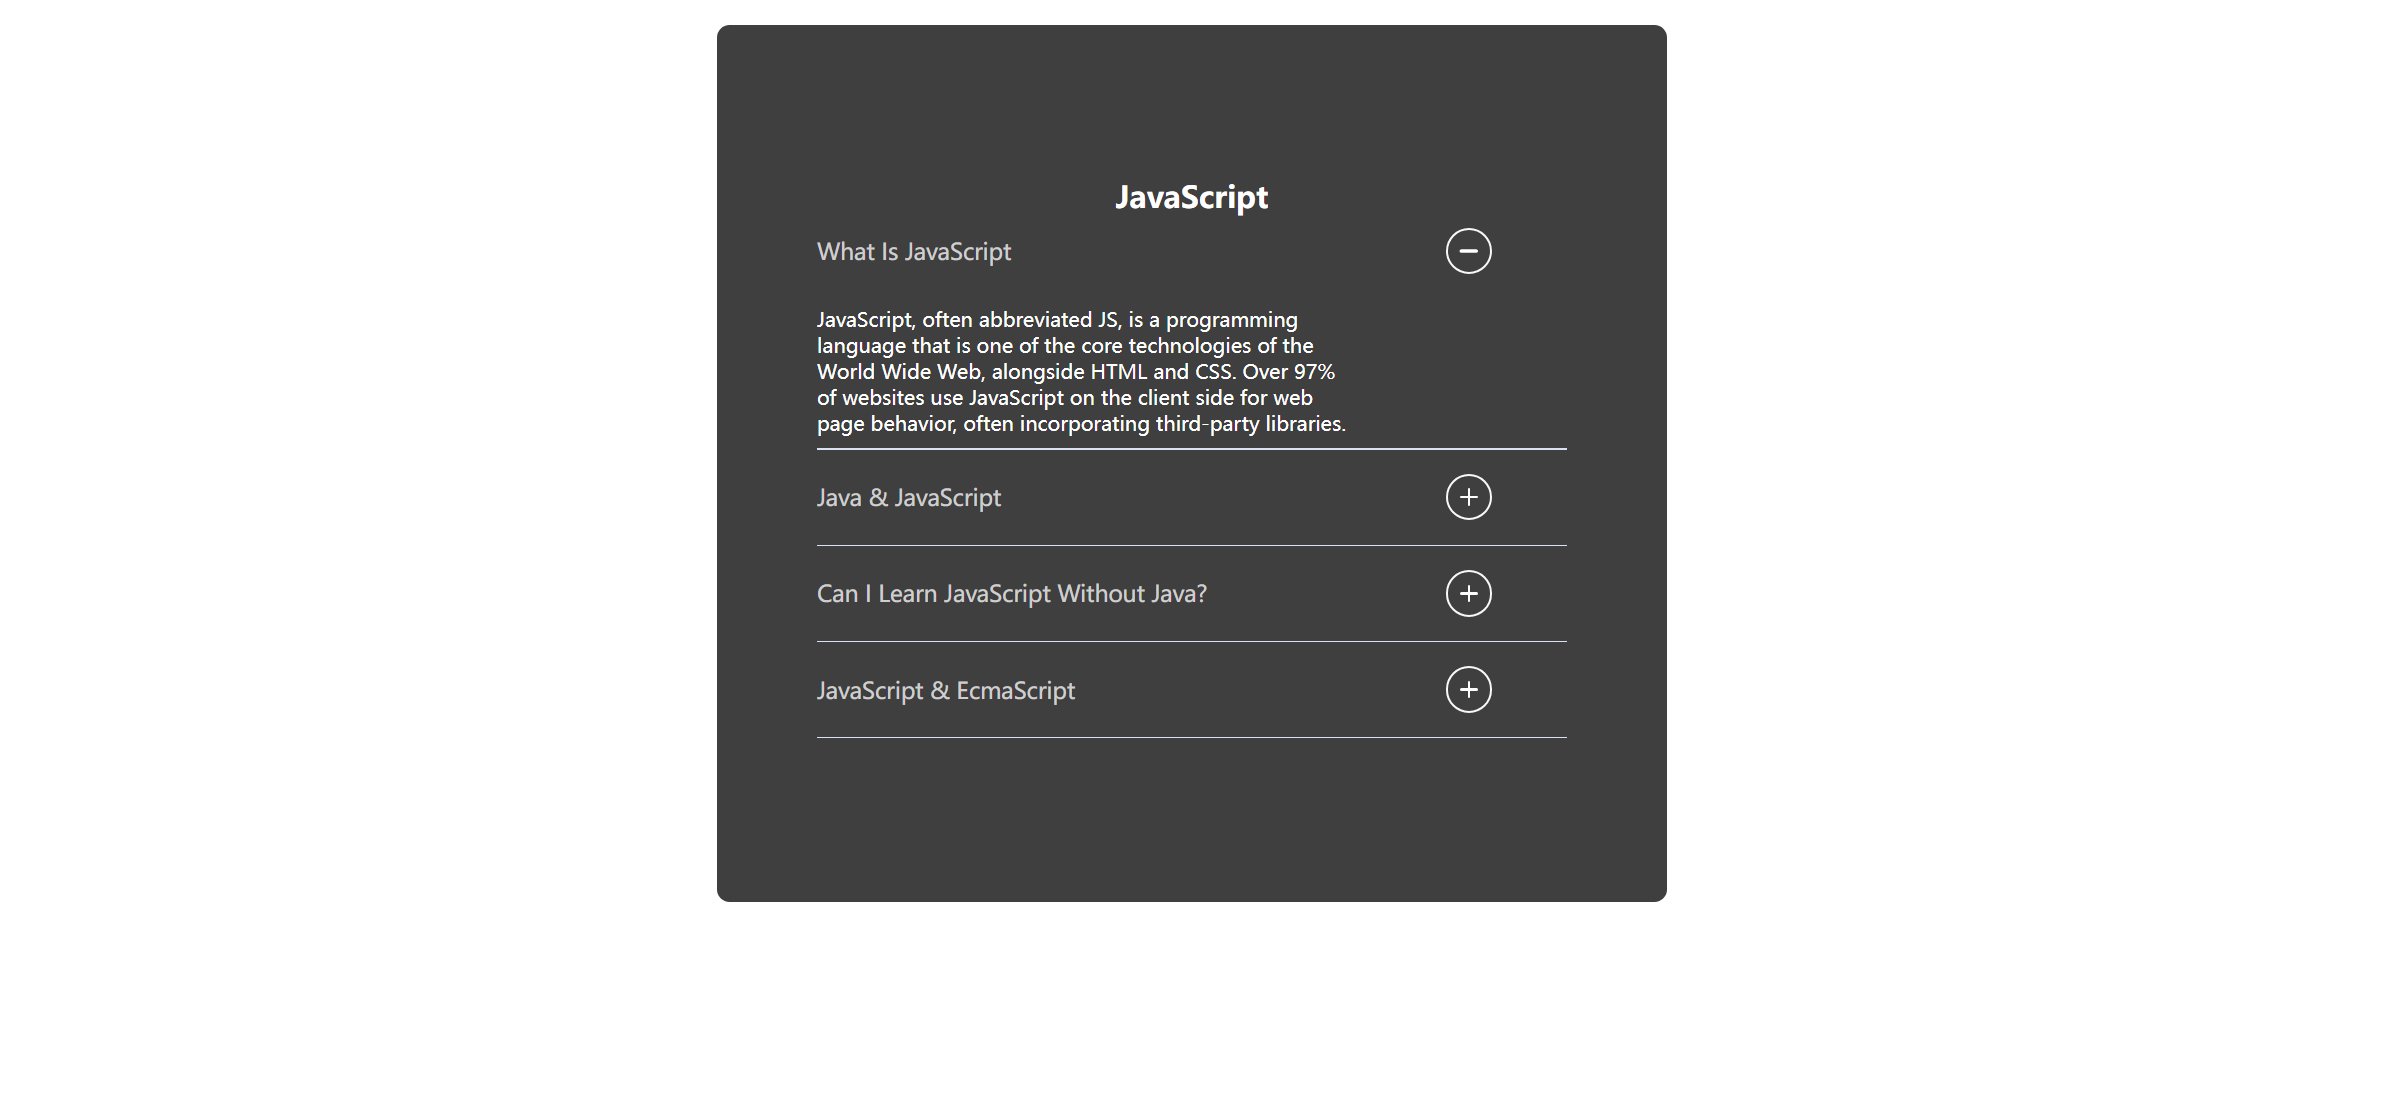 JavaScript
What Is JavaScript
JavaScript, often abbreviated JS, is a programming
language that is one of the core technologies of the
World Wide Web, alongside HTML and CSS. Over 97%
of websites use JavaScript on the client side for web
page behavior, often incorporating third-party libraries.
Java & JavaScript
Can I Learn JavaScript Without Java?
JavaScript & EcmaScript